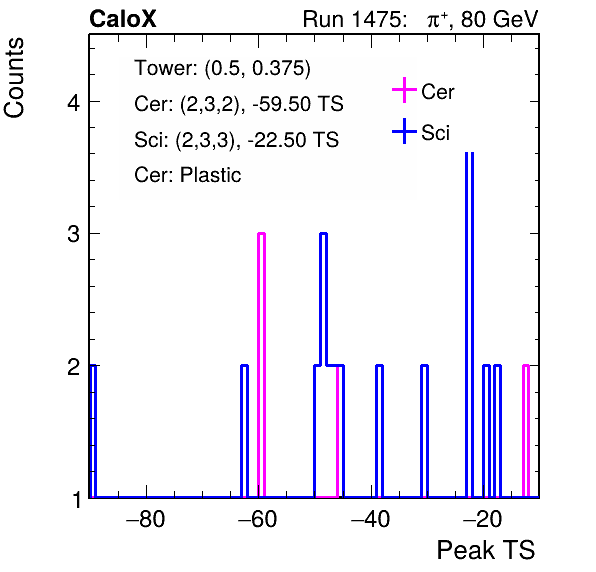 CaloX Run 1475: π⁺, 80 GeV
Counts
Tower: (0.5, 0.375)
Cer: (2,3,2), -59.50 TS
Sci: (2,3,3), -22.50 TS
Cer: Plastic
Cer
Sci
4
3
2
1
−80 −60 −40 −20
Peak TS